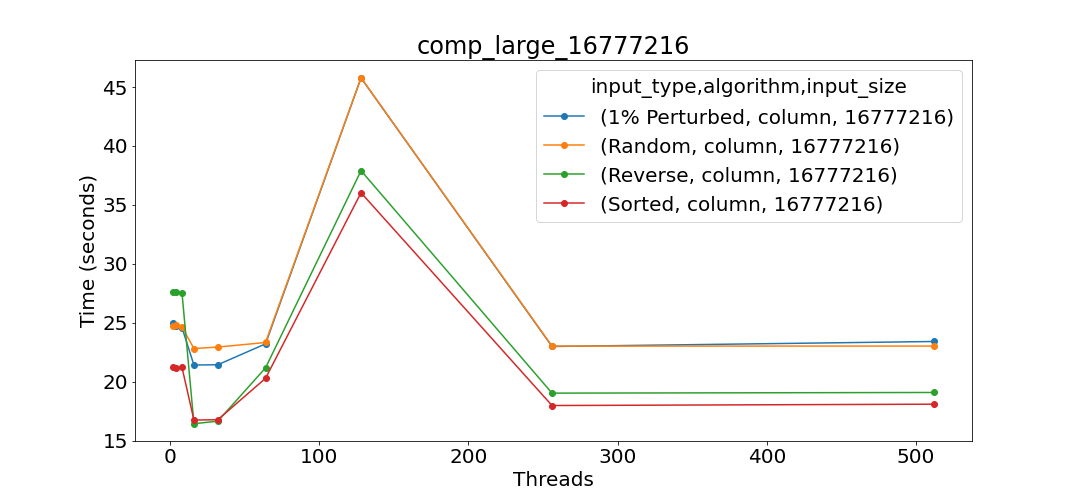 comp_large_16777216
input_type,algorithm,input_size
(1% Perturbed, column, 16777216)
(Random, column, 16777216)
(Reverse, column, 16777216)
(Sorted, column, 16777216)
Time (seconds)
45
40
35
30
25
20
15
0 100 200 300 400 500
Threads